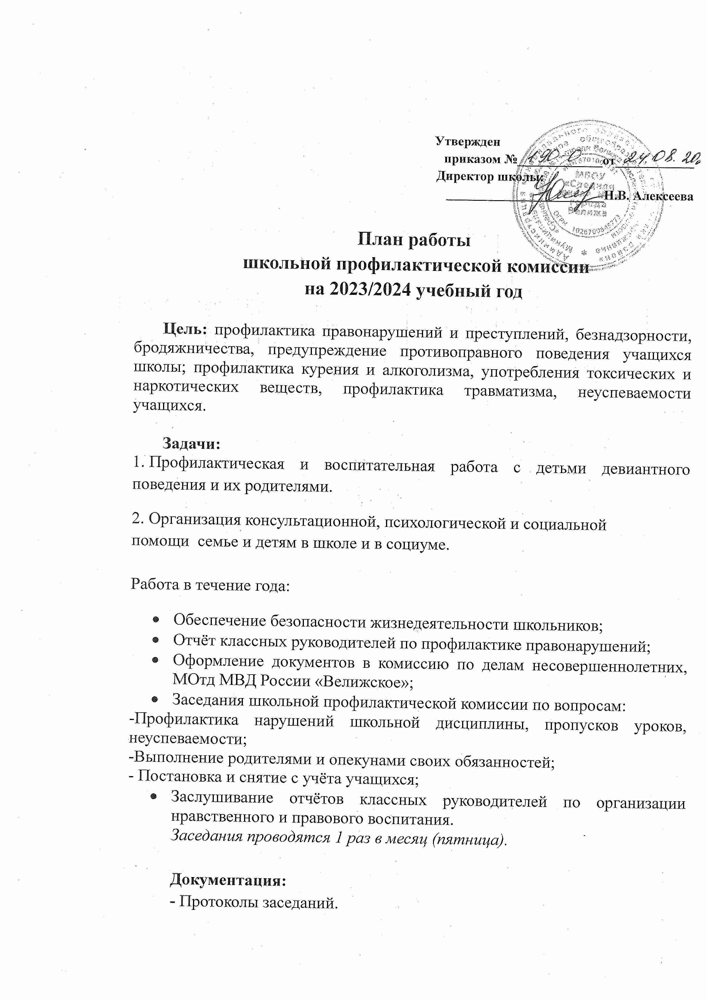 Утвержден
приказом № 190-О от 24.08.20
Директор школы
Н.В. Алексеева
МБОУ
«Средняя
города
Велижа
План работы
школьной профилактической комиссии
на 2023/2024 учебный год
Цель: профилактика правонарушений и преступлений, безнадзорности,
бродяжничества, предупреждение противоправного поведения учащихся
школы; профилактика курения и алкоголизма, употребления токсических и
наркотических веществ, профилактика травматизма, неуспеваемости
учащихся.
Задачи:
1. Профилактическая и воспитательная работа с детьми девиантного
поведения и их родителями.
2. Организация консультационной, психологической и социальной
помощи семье и детям в школе и в социуме.
Работа в течение года:
• Обеспечение безопасности жизнедеятельности школьников;
• Отчёт классных руководителей по профилактике правонарушений;
• Оформление документов в комиссию по делам несовершеннолетних,
МОтд МВД России «Велижское»;
• Заседания школьной профилактической комиссии по вопросам:
-Профилактика нарушений школьной дисциплины, пропусков уроков,
неуспеваемости;
-Выполнение родителями и опекунами своих обязанностей;
- Постановка и снятие с учёта учащихся;
• Заслушивание отчётов классных руководителей по организации
нравственного и правового воспитания.
Заседания проводятся 1 раз в месяц (пятница).
Документация:
- Протоколы заседаний.